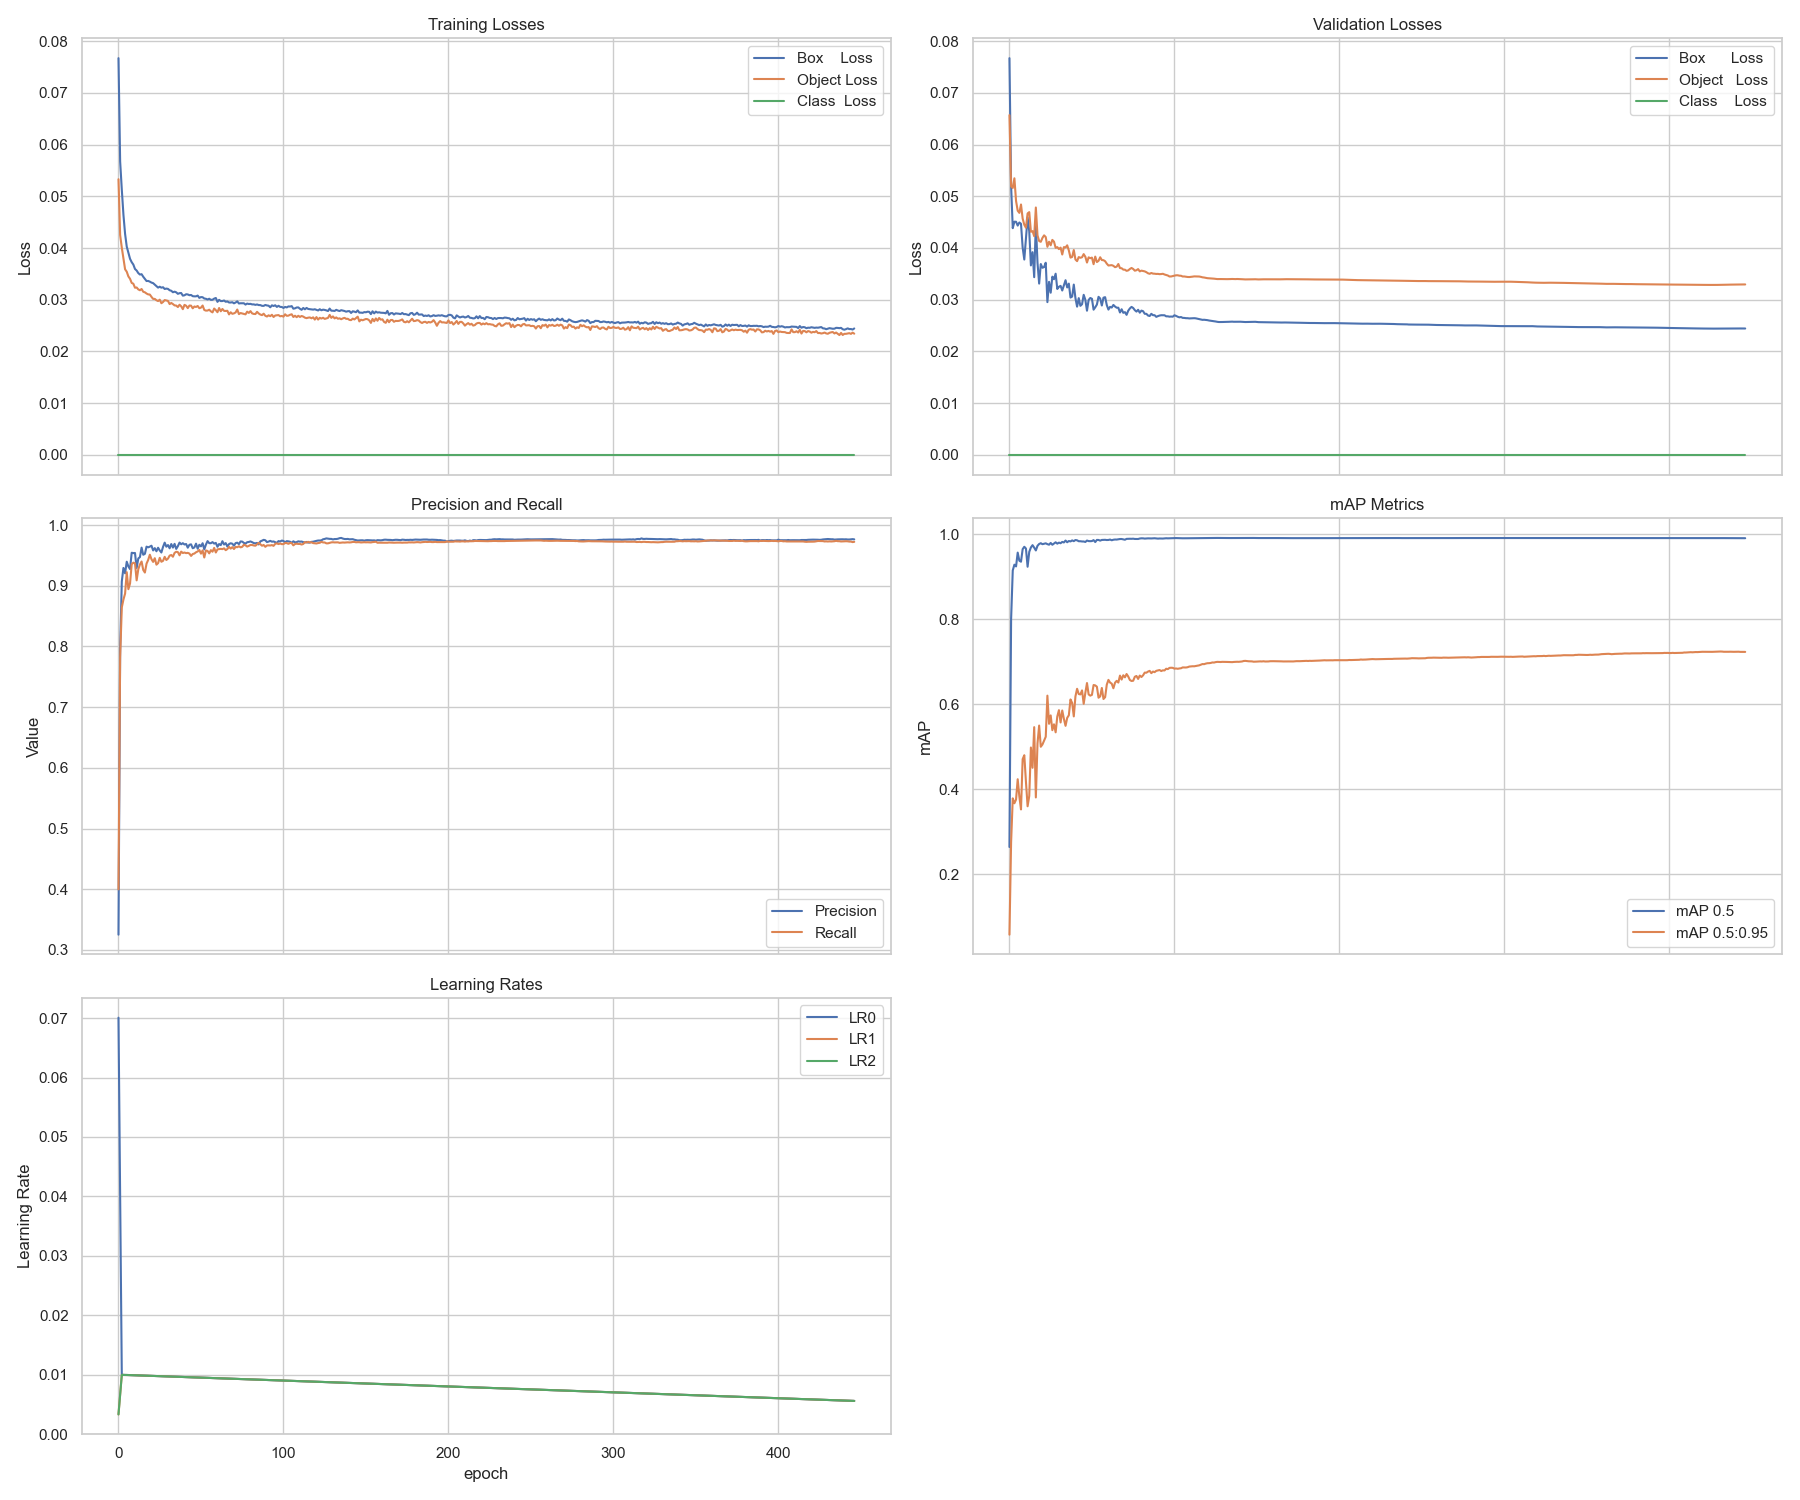 Training Losses
0.08
0.07
0.06
0.05
0.04
0.03
0.02
0.01
0.00
Loss
Box Loss
Object Loss
Class Loss
Validation Losses
0.08
0.07
0.06
0.05
0.04
0.03
0.02
0.01
0.00
Loss
Box Loss
Object Loss
Class Loss
Precision and Recall
1.0
0.9
0.8
0.7
0.6
0.5
0.4
0.3
Value
Precision
Recall
mAP Metrics
1.0
0.8
0.6
0.4
0.2
mAP
mAP 0.5
mAP 0.5:0.95
Learning Rates
0.07
0.06
0.05
0.04
0.03
0.02
0.01
0.00
Learning Rate
LR0
LR1
LR2
0 100 200 300 400
epoch